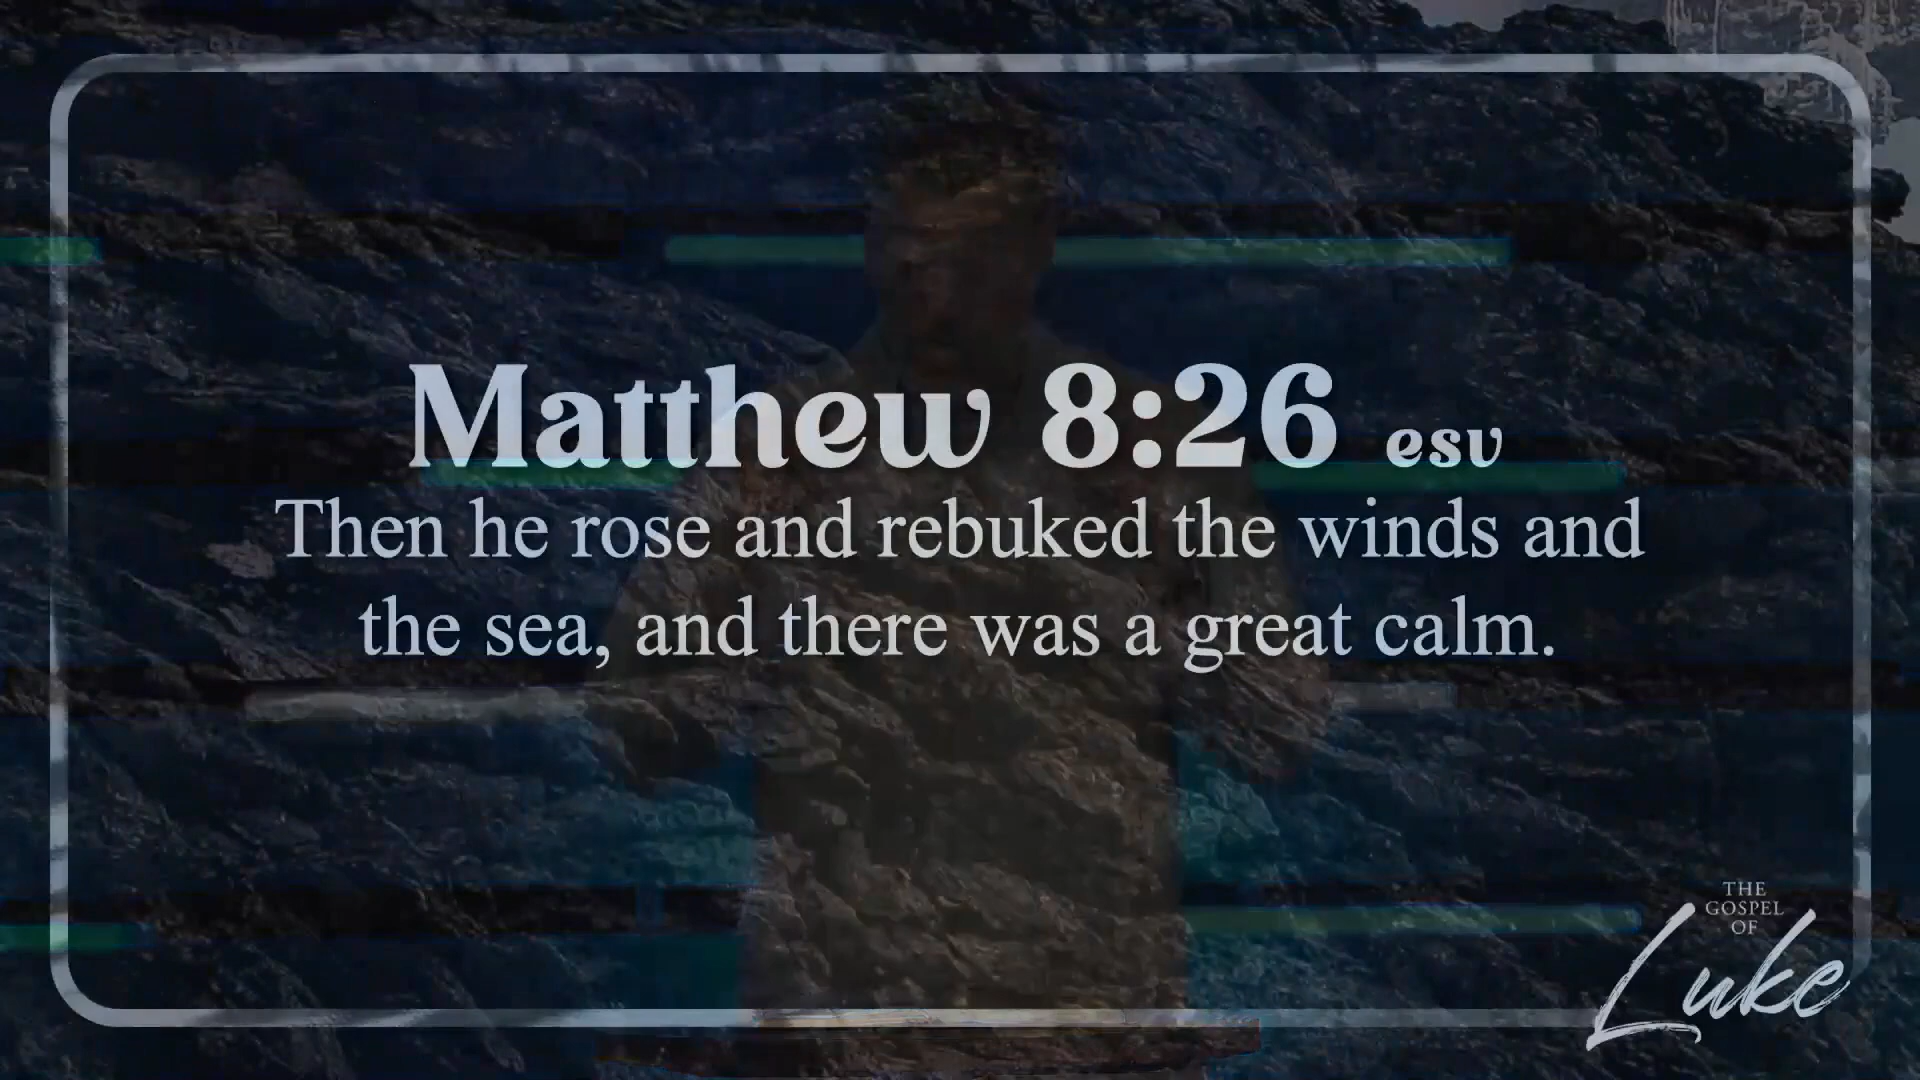 Matthew 8:26 esv
Then he rose and rebuked the winds and
the sea, and there was a great calm.
THE
GOSPEL
OF
Luke